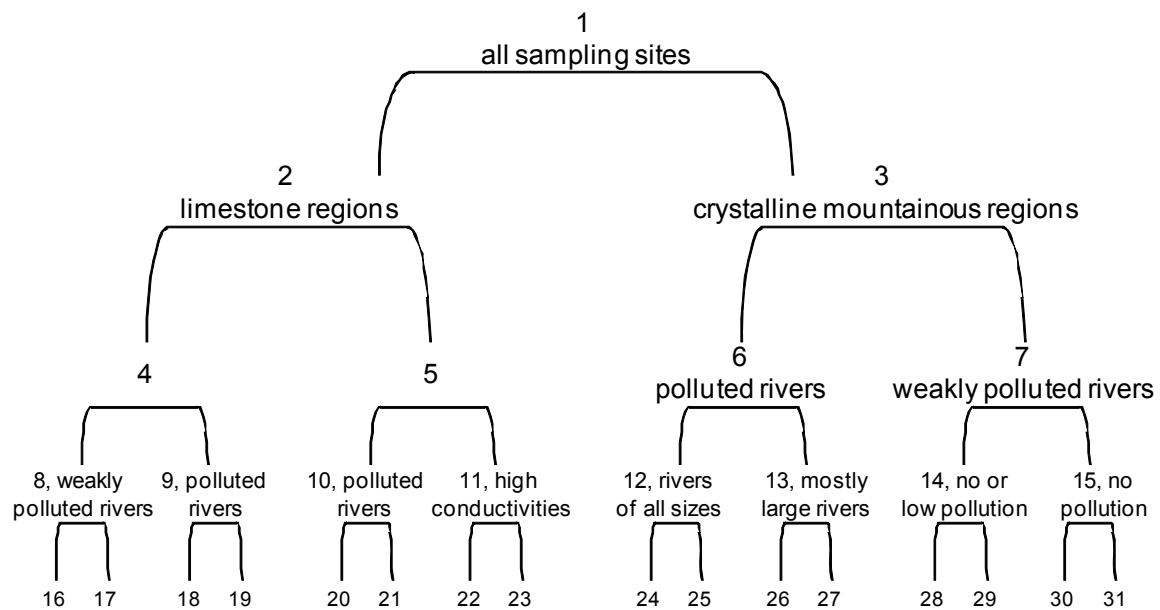 1
all sampling sites
2
limestone regions
3
crystalline mountainous regions
4
5
6
polluted rivers
7
weakly polluted rivers
8, weakly
polluted rivers
9, polluted
rivers
10, polluted
rivers
11, high
conductivities
12, rivers
of all sizes
13, mostly
large rivers
14, no or
low pollution
15, no
pollution
16 17 18 19 20 21 22 23 24 25 26 27 28 29 30 31